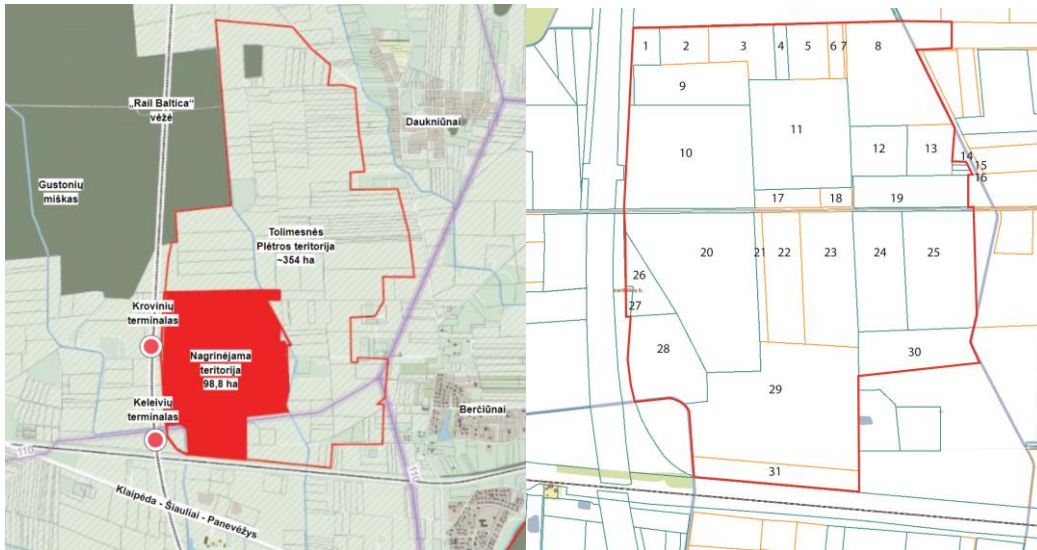 „Rail Baltica“
vėžė
Daukniūnai
Gustonių
miškas
Tolimesnės
Plėtros teritorija
~354 ha
Krovinių
terminalas
Nagrinėjama
teritorija
98,8 ha
Keleivių
terminalas
Berčiūnai
Klaipėda - Šiauliai - Panevėžys
1
2
3
4
5
6
7
8
9
10
11
12
13
14
15
16
17
18
19
20
21
22
23
24
25
26
27
28
29
30
31